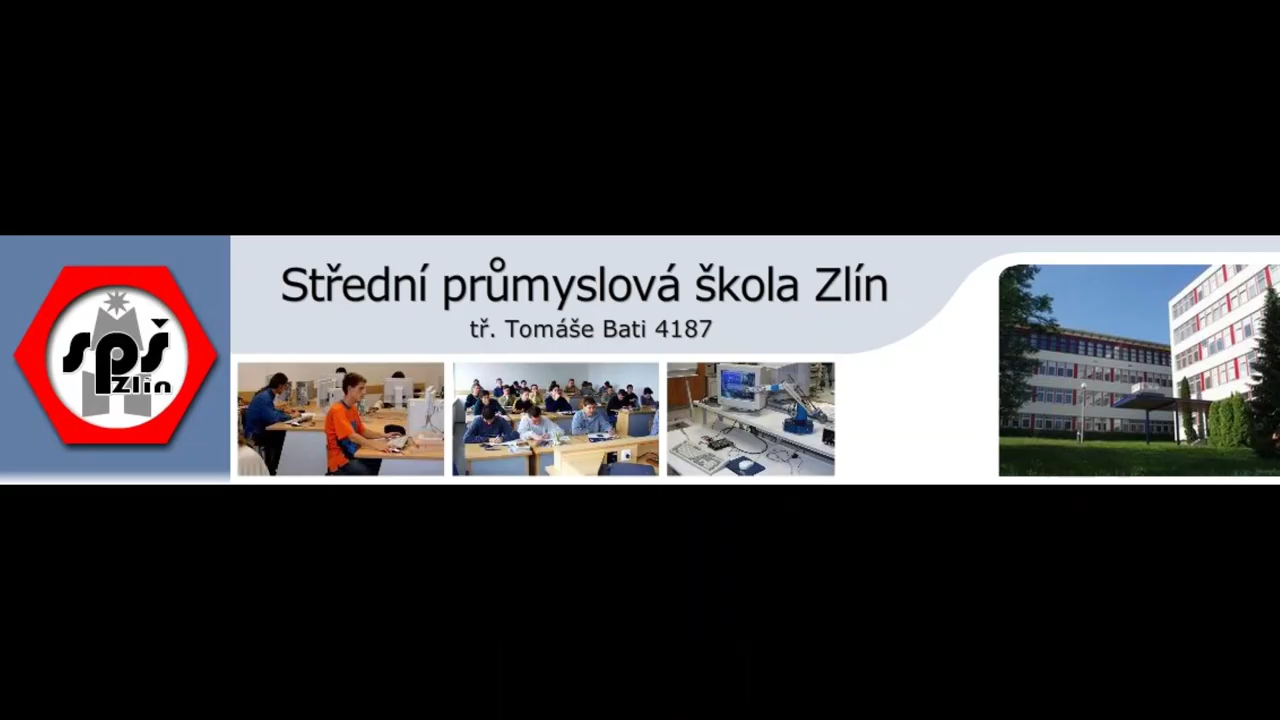 spš
Zlín
Střední průmyslová škola Zlín
tř. Tomáše Bati 4187